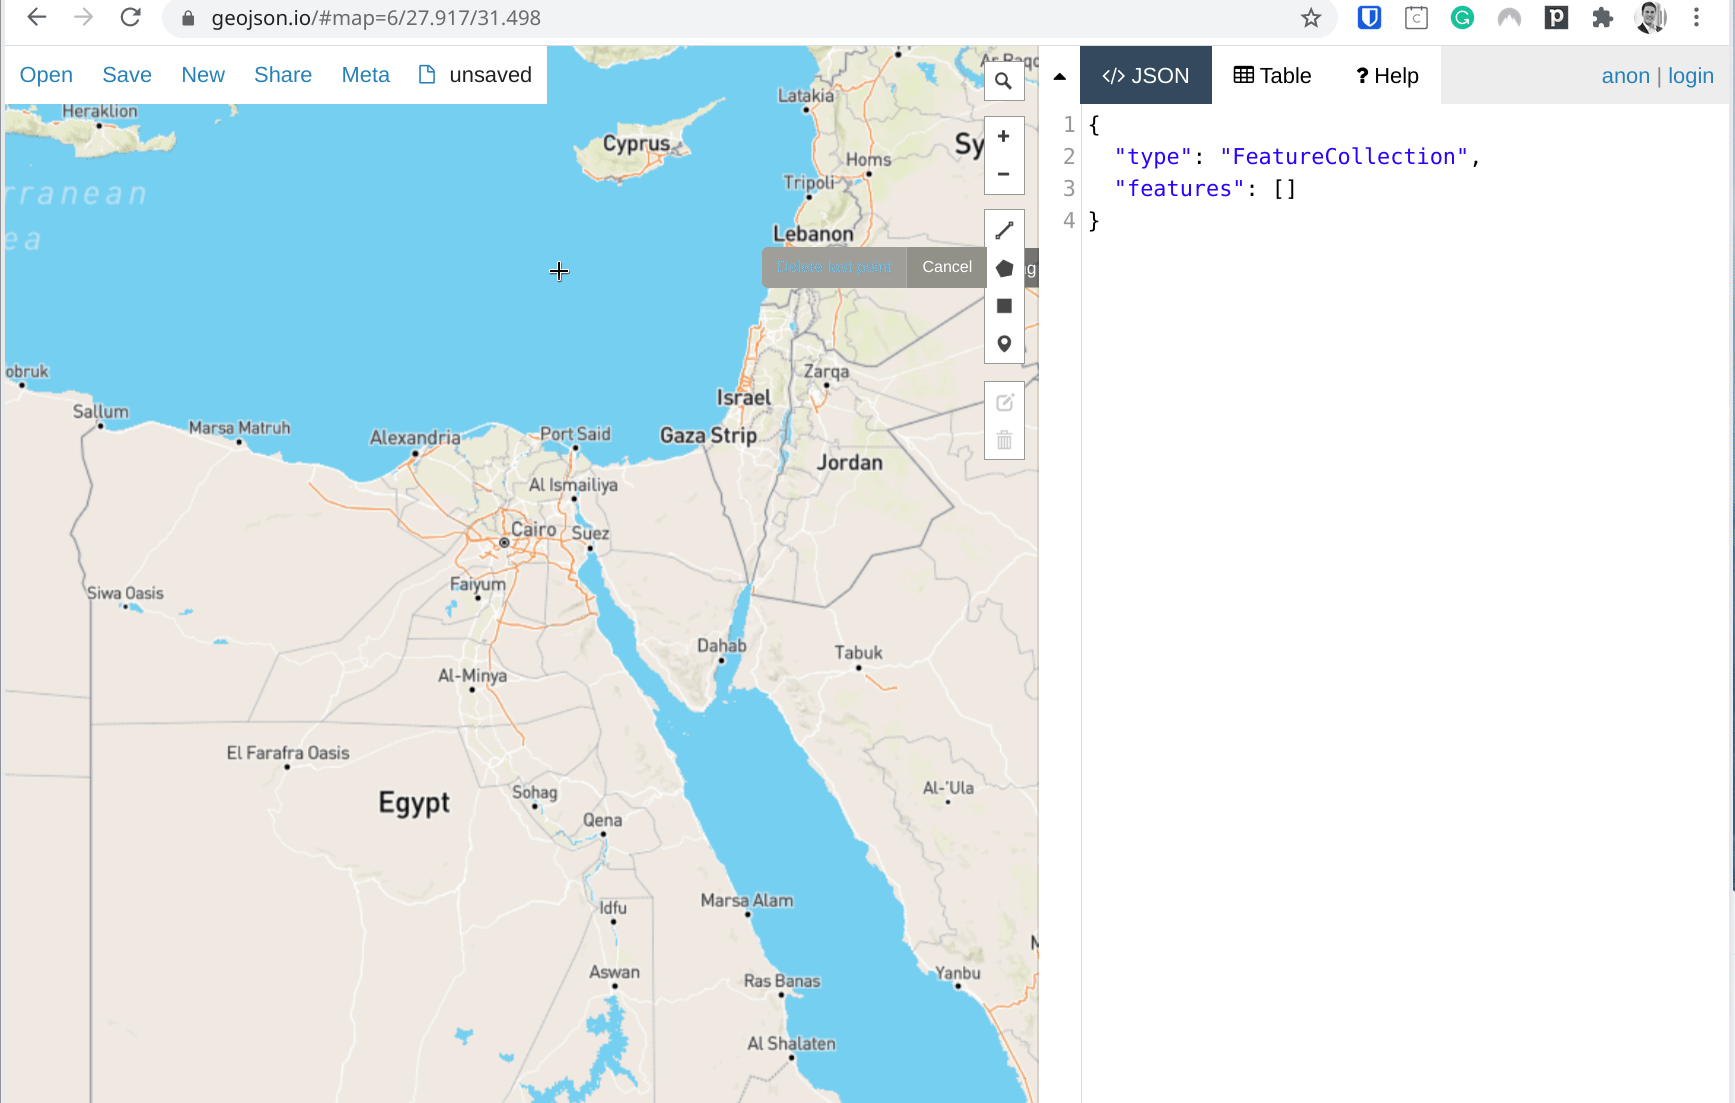 geojson.io/#map=6/27.917/31.498
Open Save New Share Meta unsaved
</> JSON Table ? Help anon | login
1 {
2 "type": "FeatureCollection",
3 "features": []
4 }
Heraklion
Latakia
Cyprus
Sy
Homs
Tripoli
Lebanon
rranean
ea
Delete last point Cancel
obruk
Zarqa
Israel
Sallum
Marsa Matruh
Alexandria
Port Said
Gaza Strip
Jordan
Al Ismailiya
Cairo
Suez
Faiyum
Siwa Oasis
Dahab
Tabuk
Al-Minya
El Farafra Oasis
Egypt
Sohag
Al-'Ula
Qena
Marsa Alam
Idfu
Aswan
Ras Banas
Yanbu
Al Shalaten